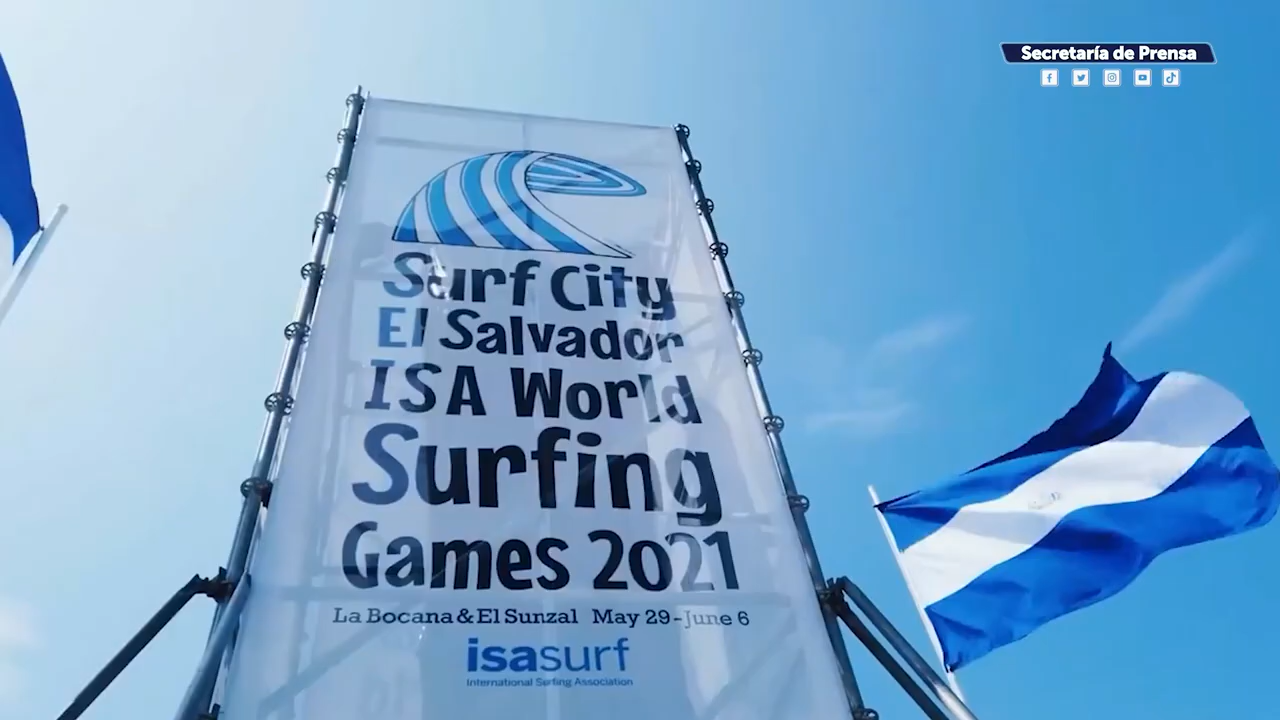 Secretaría de Prensa
Surf City
El Salvador
ISA World
Surfing
Games 2021
La Bocana & El Sunzal May 29-June 6
isasurf
International Surfing Association